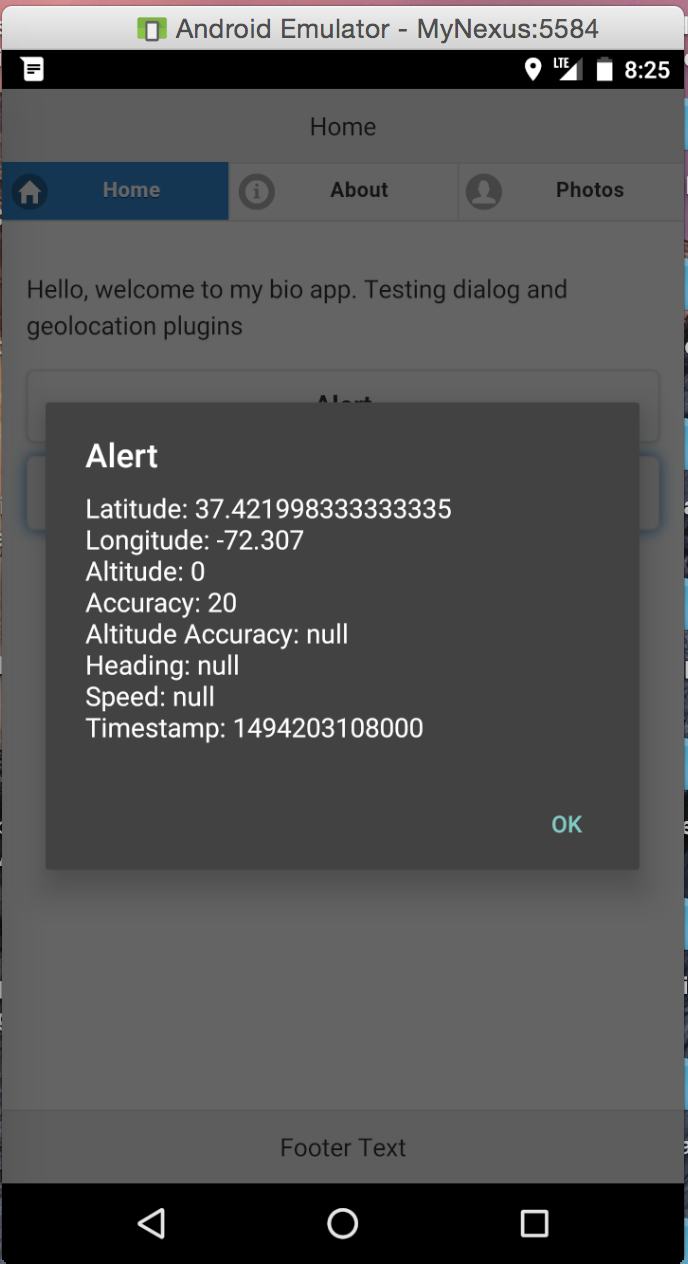 Android Emulator - MyNexus:5584
LTE 8:25
Home
Home
About
Photos
Hello, welcome to my bio app. Testing dialog and
geolocation plugins
Alert
Alert
Latitude: 37.421998333333335
Longitude: -72.307
Altitude: 0
Accuracy: 20
Altitude Accuracy: null
Heading: null
Speed: null
Timestamp: 1494203108000
OK
Footer Text